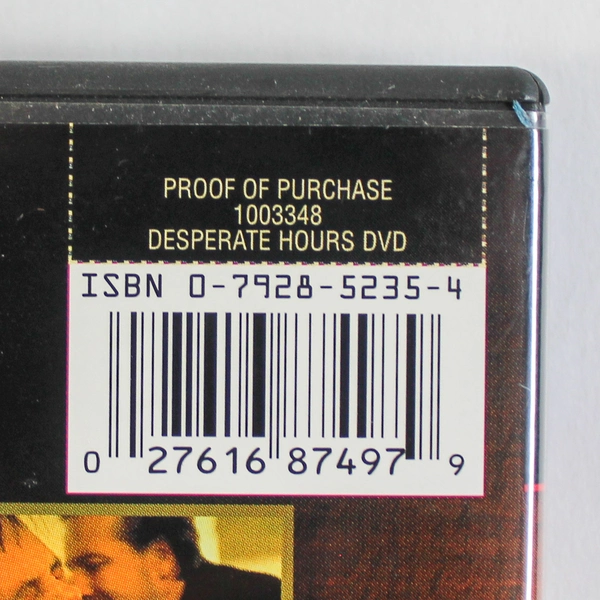 PROOF OF PURCHASE
1003348
DESPERATE HOURS DVD
ISBN 0-7928-5235-4
0 27616 87497 9